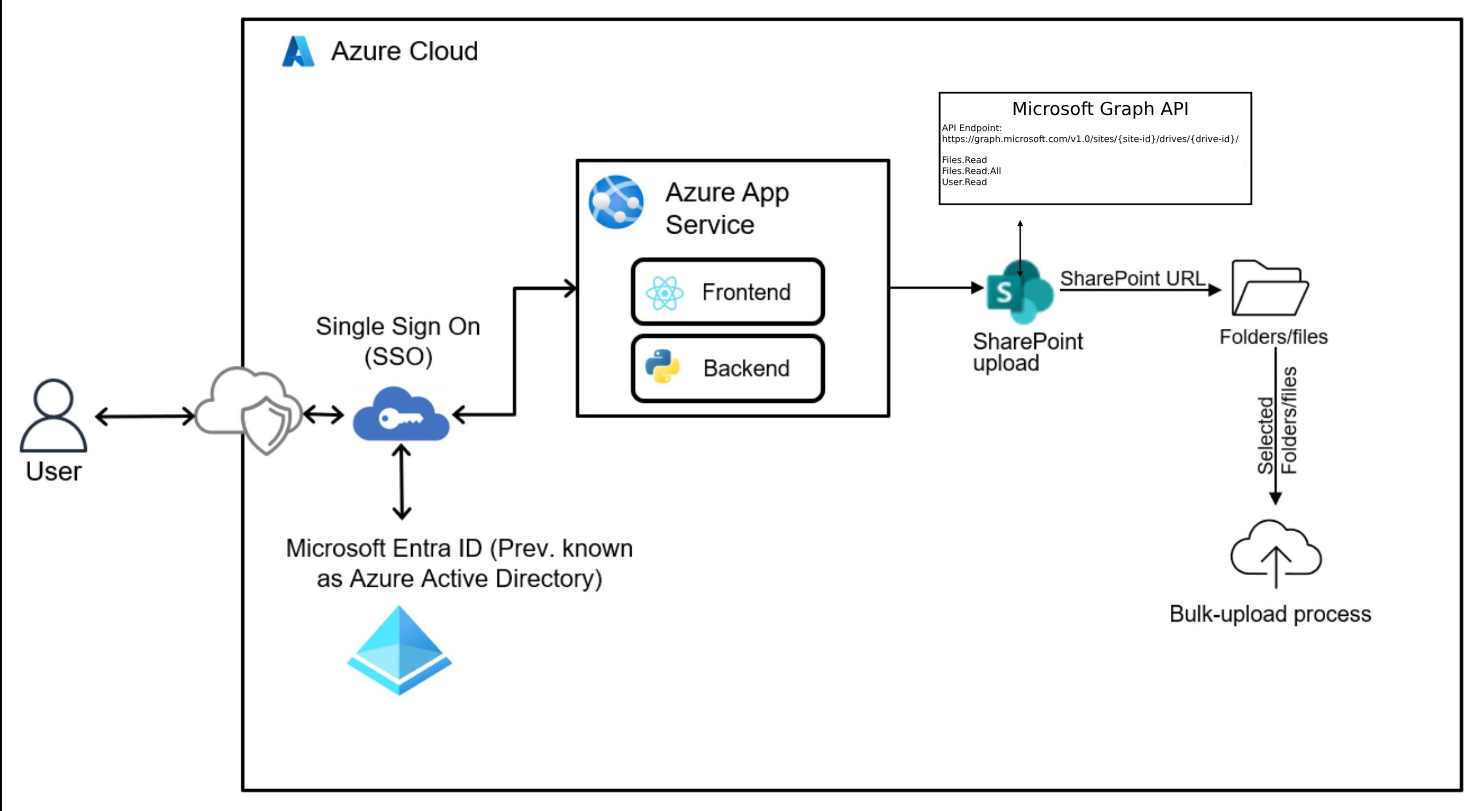 Azure Cloud
Microsoft Graph API
API Endpoint:
https://graph.microsoft.com/v1.0/sites/{site-id}/drives/{drive-id}/
Files.Read
Files.Read.All
User.Read
Azure App
Service
Frontend
Backend
S
SharePoint
upload
SharePoint URL
Folders/files
Selected
Folders/files
Bulk-upload process
Single Sign On
(SSO)
User
Microsoft Entra ID (Prev. known
as Azure Active Directory)